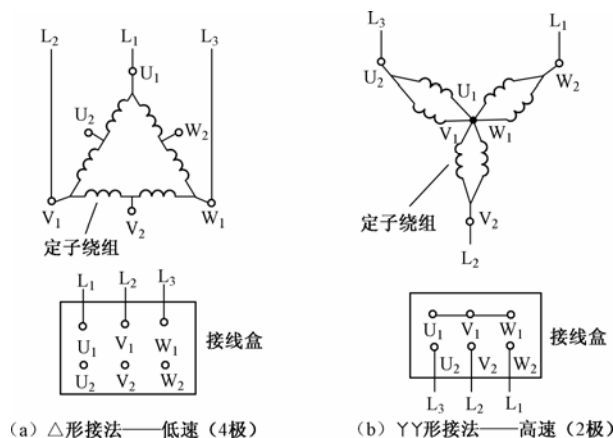 L₂ L₁ L₃
U₁
U₂ W₂
V₁ V₂ W₁
定子绕组
L₁ L₂ L₃
U₁ V₁ W₁
U₂ V₂ W₂
接线盒
(a) △形接法——低速(4极)
L₃ L₁
U₂ U₁ W₂
V₁ W₁
定子绕组
V₂
L₂
U₁ V₁ W₁
U₂ V₂ W₂
接线盒
L₃ L₂ L₁
(b) YY形接法——高速(2极)